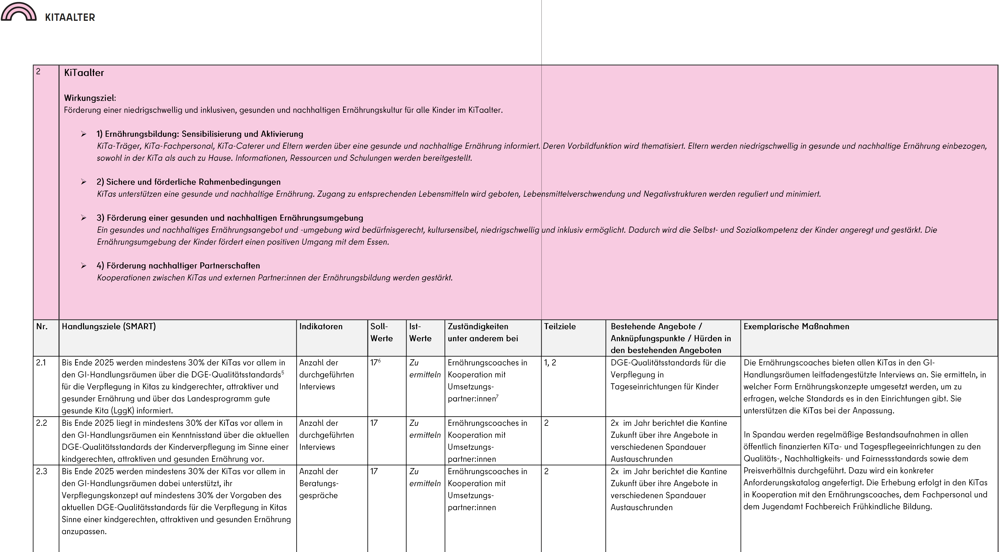 KITAALTER
2
KiTaalter
Wirkungsziel:
Förderung einer niedrigschwellig und inklusiven, gesunden und nachhaltigen Ernährungskultur für alle Kinder im KiTaalter.
➢ 1) Ernährungsbildung: Sensibilisierung und Aktivierung
KiTa-Träger, KiTa-Fachpersonal, KiTa-Caterer und Eltern werden über eine gesunde und nachhaltige Ernährung informiert. Deren Vorbildfunktion wird thematisiert. Eltern werden niedrigschwellig in gesunde und nachhaltige Ernährung einbezogen,
sowohl in der KiTa als auch zu Hause. Informationen, Ressourcen und Schulungen werden bereitgestellt.
➢ 2) Sichere und förderliche Rahmenbedingungen
KiTas unterstützen eine gesunde und nachhaltige Ernährung. Zugang zu entsprechenden Lebensmitteln wird geboten, Lebensmittelverschwendung und Negativstrukturen werden reguliert und minimiert.
➢ 3) Förderung einer gesunden und nachhaltigen Ernährungsumgebung
Ein gesundes und nachhaltiges Ernährungsangebot und -umgebung wird bedürfnisgerecht, kultursensibel, niedrigschwellig und inklusiv ermöglicht. Dadurch wird die Selbst- und Sozialkompetenz der Kinder angeregt und gestärkt. Die
Ernährungsumgebung der Kinder fördert einen positiven Umgang mit dem Essen.
➢ 4) Förderung nachhaltiger Partnerschaften
Kooperationen zwischen KiTas und externen Partner:innen der Ernährungsbildung werden gestärkt.
Nr.
Handlungsziele (SMART)
Indikatoren
Soll-
Werte
Ist-
Werte
Zuständigkeiten
unter anderem bei
Teilziele
Bestehende Angebote /
Anknüpfungspunkte / Hürden in
den bestehenden Angeboten
Exemplarische Maßnahmen
2.1
Bis Ende 2025 werden mindestens 30% der KiTas vor allem in
den GI-Handlungsräumen über die DGE-Qualitätsstandards⁵
für die Verpflegung in Kitas zu kindgerechter, attraktiver und
gesunder Ernährung und über das Landesprogramm gute
gesunde Kita (LggK) informiert.
Anzahl der
durchgeführten
Interviews
17⁶
Zu
ermitteln
Ernährungscoaches in
Kooperation mit
Umsetzungs-
partner:innen⁷
1, 2
DGE-Qualitätsstandards für die
Verpflegung in
Tageseinrichtungen für Kinder
Die Ernährungscoaches bieten allen KiTas in den GI-
Handlungsräumen leitfadengestützte Interviews an. Sie ermitteln, in
welcher Form Ernährungskonzepte umgesetzt werden, um zu
erfragen, welche Standards es in den Einrichtungen gibt. Sie
unterstützen die KiTas bei der Anpassung.
In Spandau werden regelmäßige Bestandsaufnahmen in allen
öffentlich finanzierten KiTa- und Tagespflegeeinrichtungen zu den
Qualitäts-, Nachhaltigkeits- und Fairnessstandards sowie dem
Preisverhältnis durchgeführt. Dazu wird ein konkreter
Anforderungskatalog angefertigt. Die Erhebung erfolgt in den KiTas
in Kooperation mit den Ernährungscoaches, dem Fachpersonal und
dem Jugendamt Fachbereich Frühkindliche Bildung.
2.2
Bis Ende 2025 liegt in mindestens 30% der KiTas vor allem in
den GI-Handlungsräumen ein Kenntnisstand über die aktuellen
DGE-Qualitätsstandards der Kinderverpflegung im Sinne einer
kindgerechten, attraktiven und gesunden Ernährung vor.
Anzahl der
durchgeführten
Interviews
17
Zu
ermitteln
Ernährungscoaches in
Kooperation mit
Umsetzungs-
partner:innen
2
2x im Jahr berichtet die Kantine
Zukunft über ihre Angebote in
verschiedenen Spandauer
Austauschrunden
2.3
Bis Ende 2025 werden mindestens 30% der KiTas vor allem in
den GI-Handlungsräumen dabei unterstützt, ihr
Verpflegungskonzept auf mindestens 30% der Vorgaben des
aktuellen DGE-Qualitätsstandards für die Verpflegung in Kitas
Sinne einer kindgerechten, attraktiven und gesunden Ernährung
anzupassen.
Anzahl der
Beratungs-
gespräche
17
Zu
ermitteln
Ernährungscoaches in
Kooperation mit
Umsetzungs-
partner:innen
2
2x im Jahr berichtet die Kantine
Zukunft über ihre Angebote in
verschiedenen Spandauer
Austauschrunden